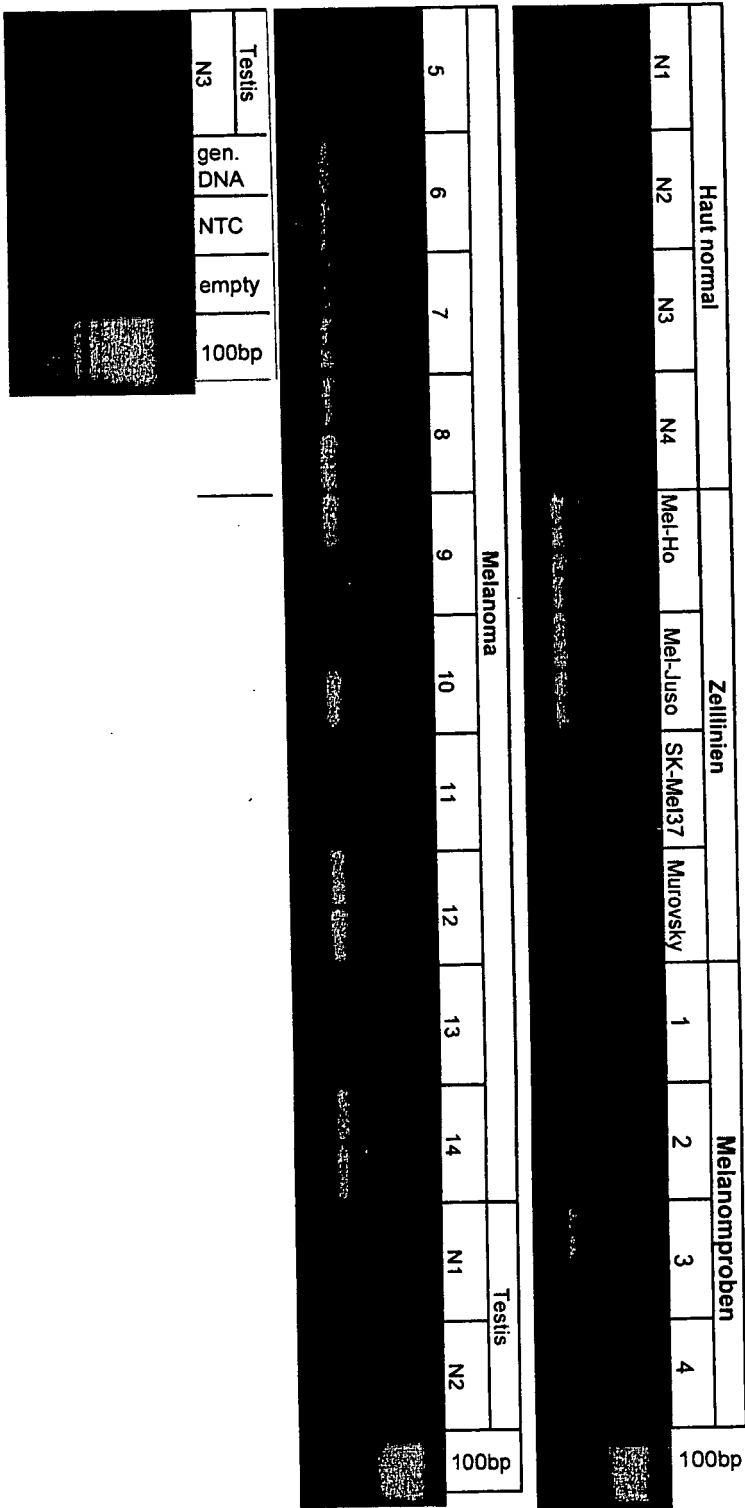 Haut normal Zelllinien Melanomproben
N1 N2 N3 N4 Mel-Ho Mel-Juso SK-Mel37 Murovsky 1 2 3 4 100bp
Melanoma Testis
5 6 7 8 9 10 11 12 13 14 N1 N2 100bp
Testis
N3 gen. DNA NTC empty 100bp